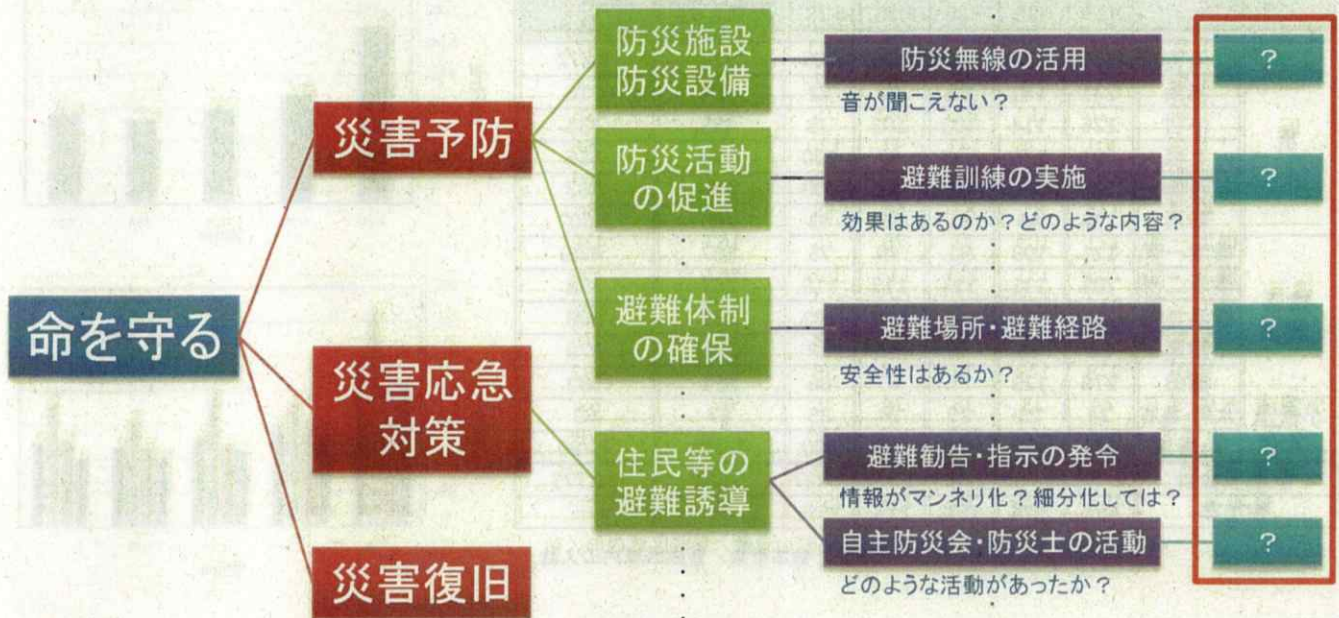 命を守る
災害予防
災害応急
対策
災害復旧
防災施設
防災設備
防災活動
の促進
避難体制
の確保
住民等の
避難誘導
防災無線の活用
音が聞こえない？
避難訓練の実施
効果はあるのか？どのような内容？
避難場所・避難経路
安全性はあるか？
避難勧告・指示の発令
情報がマンネリ化？細分化しては？
自主防災会・防災士の活動
どのような活動があったか？
？
？
？
？
？